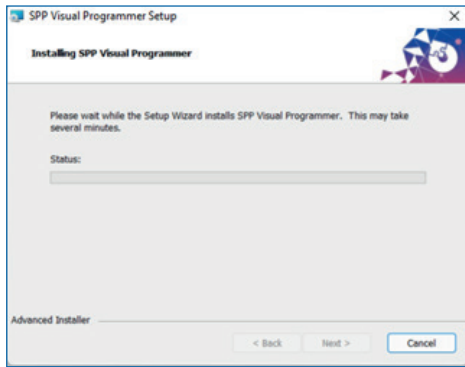 SPP Visual Programmer Setup
Installing SPP Visual Programmer
Please wait while the Setup Wizard installs SPP Visual Programmer. This may take
several minutes.
Status:
Advanced Installer
< Back
Next >
Cancel